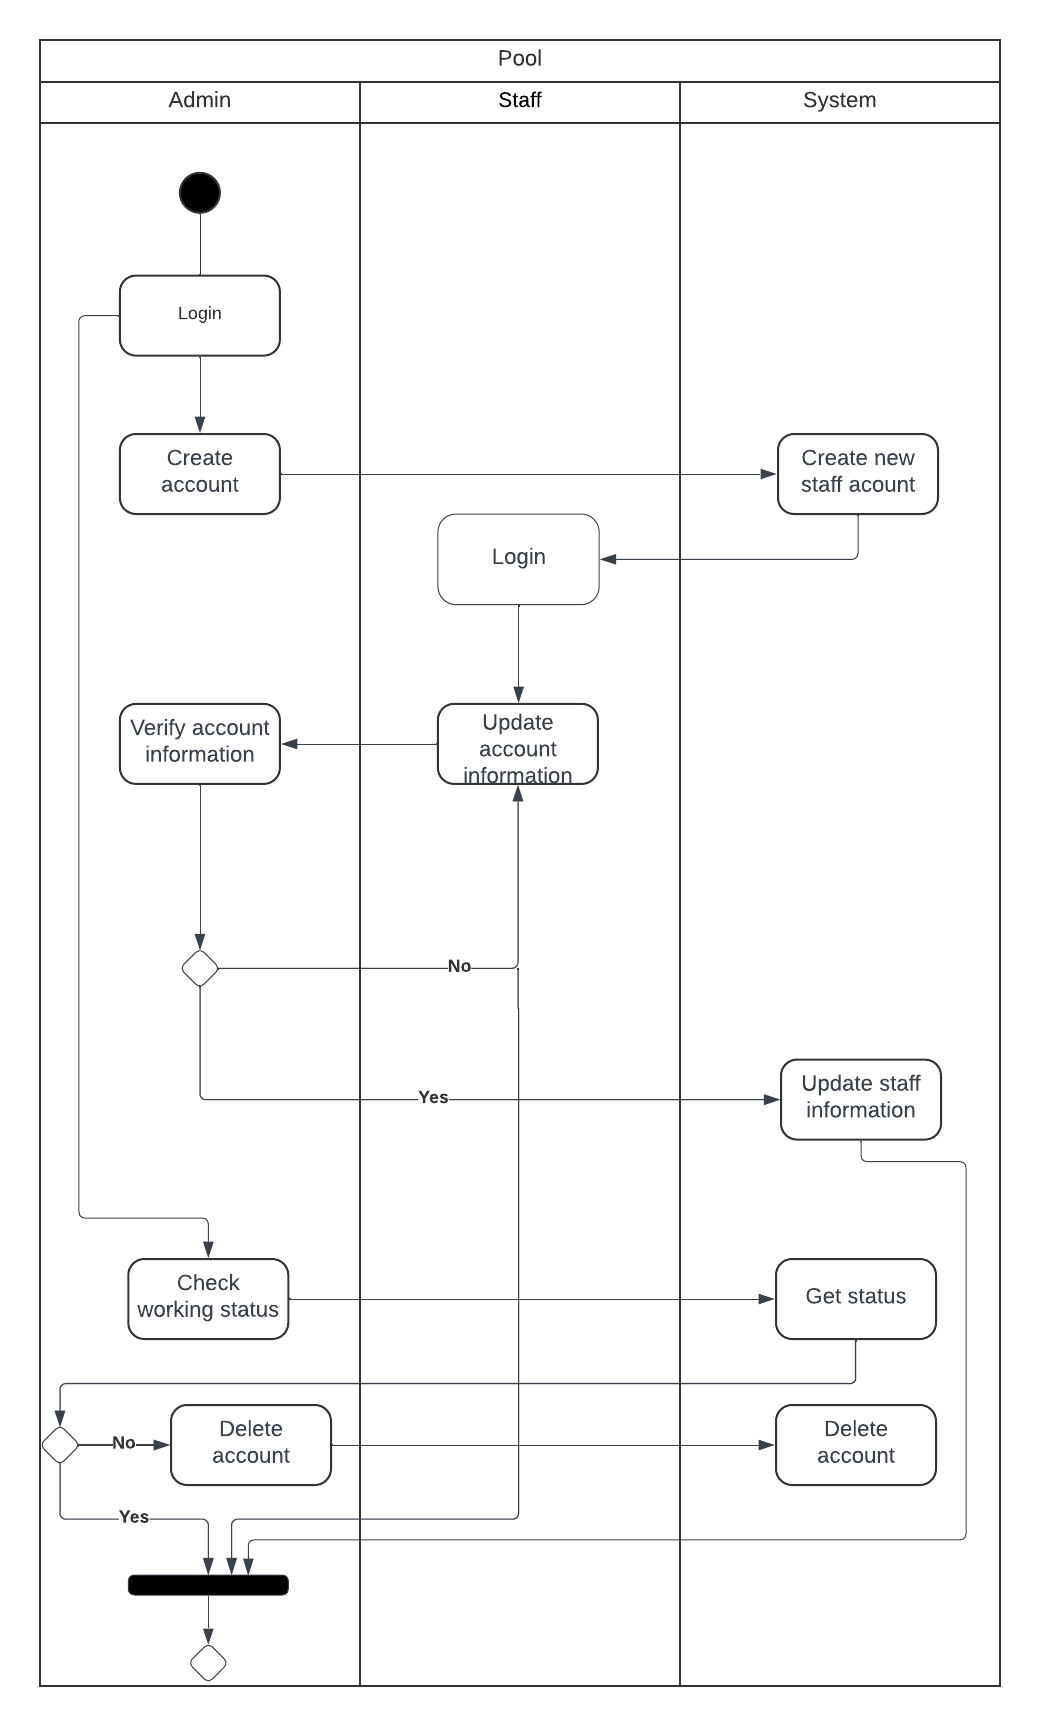 Pool
Admin
Staff
System
Login
Create
account
Create new
staff acount
Login
Verify account
information
Update
account
information
No
Yes
Update staff
information
Check
working status
Get status
No
Delete
account
Delete
account
Yes